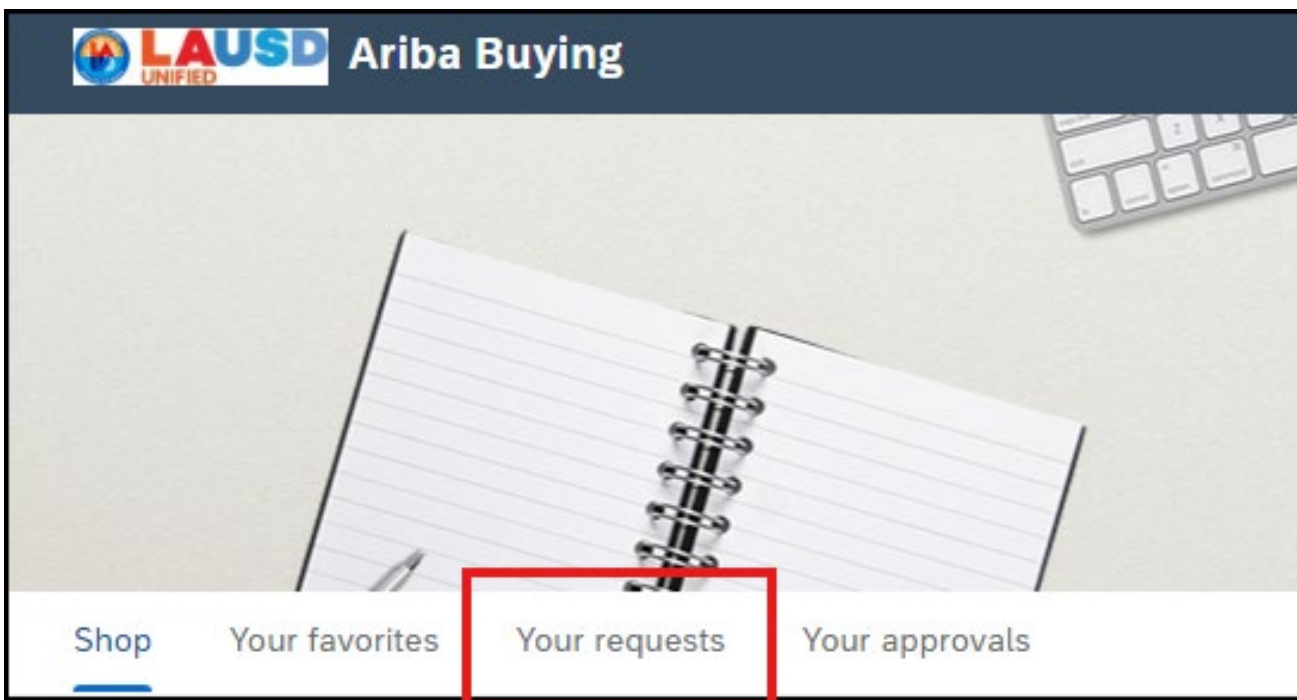 LAUSD
UNIFIED
Ariba Buying
Z X
Shop
Your favorites
Your requests
Your approvals